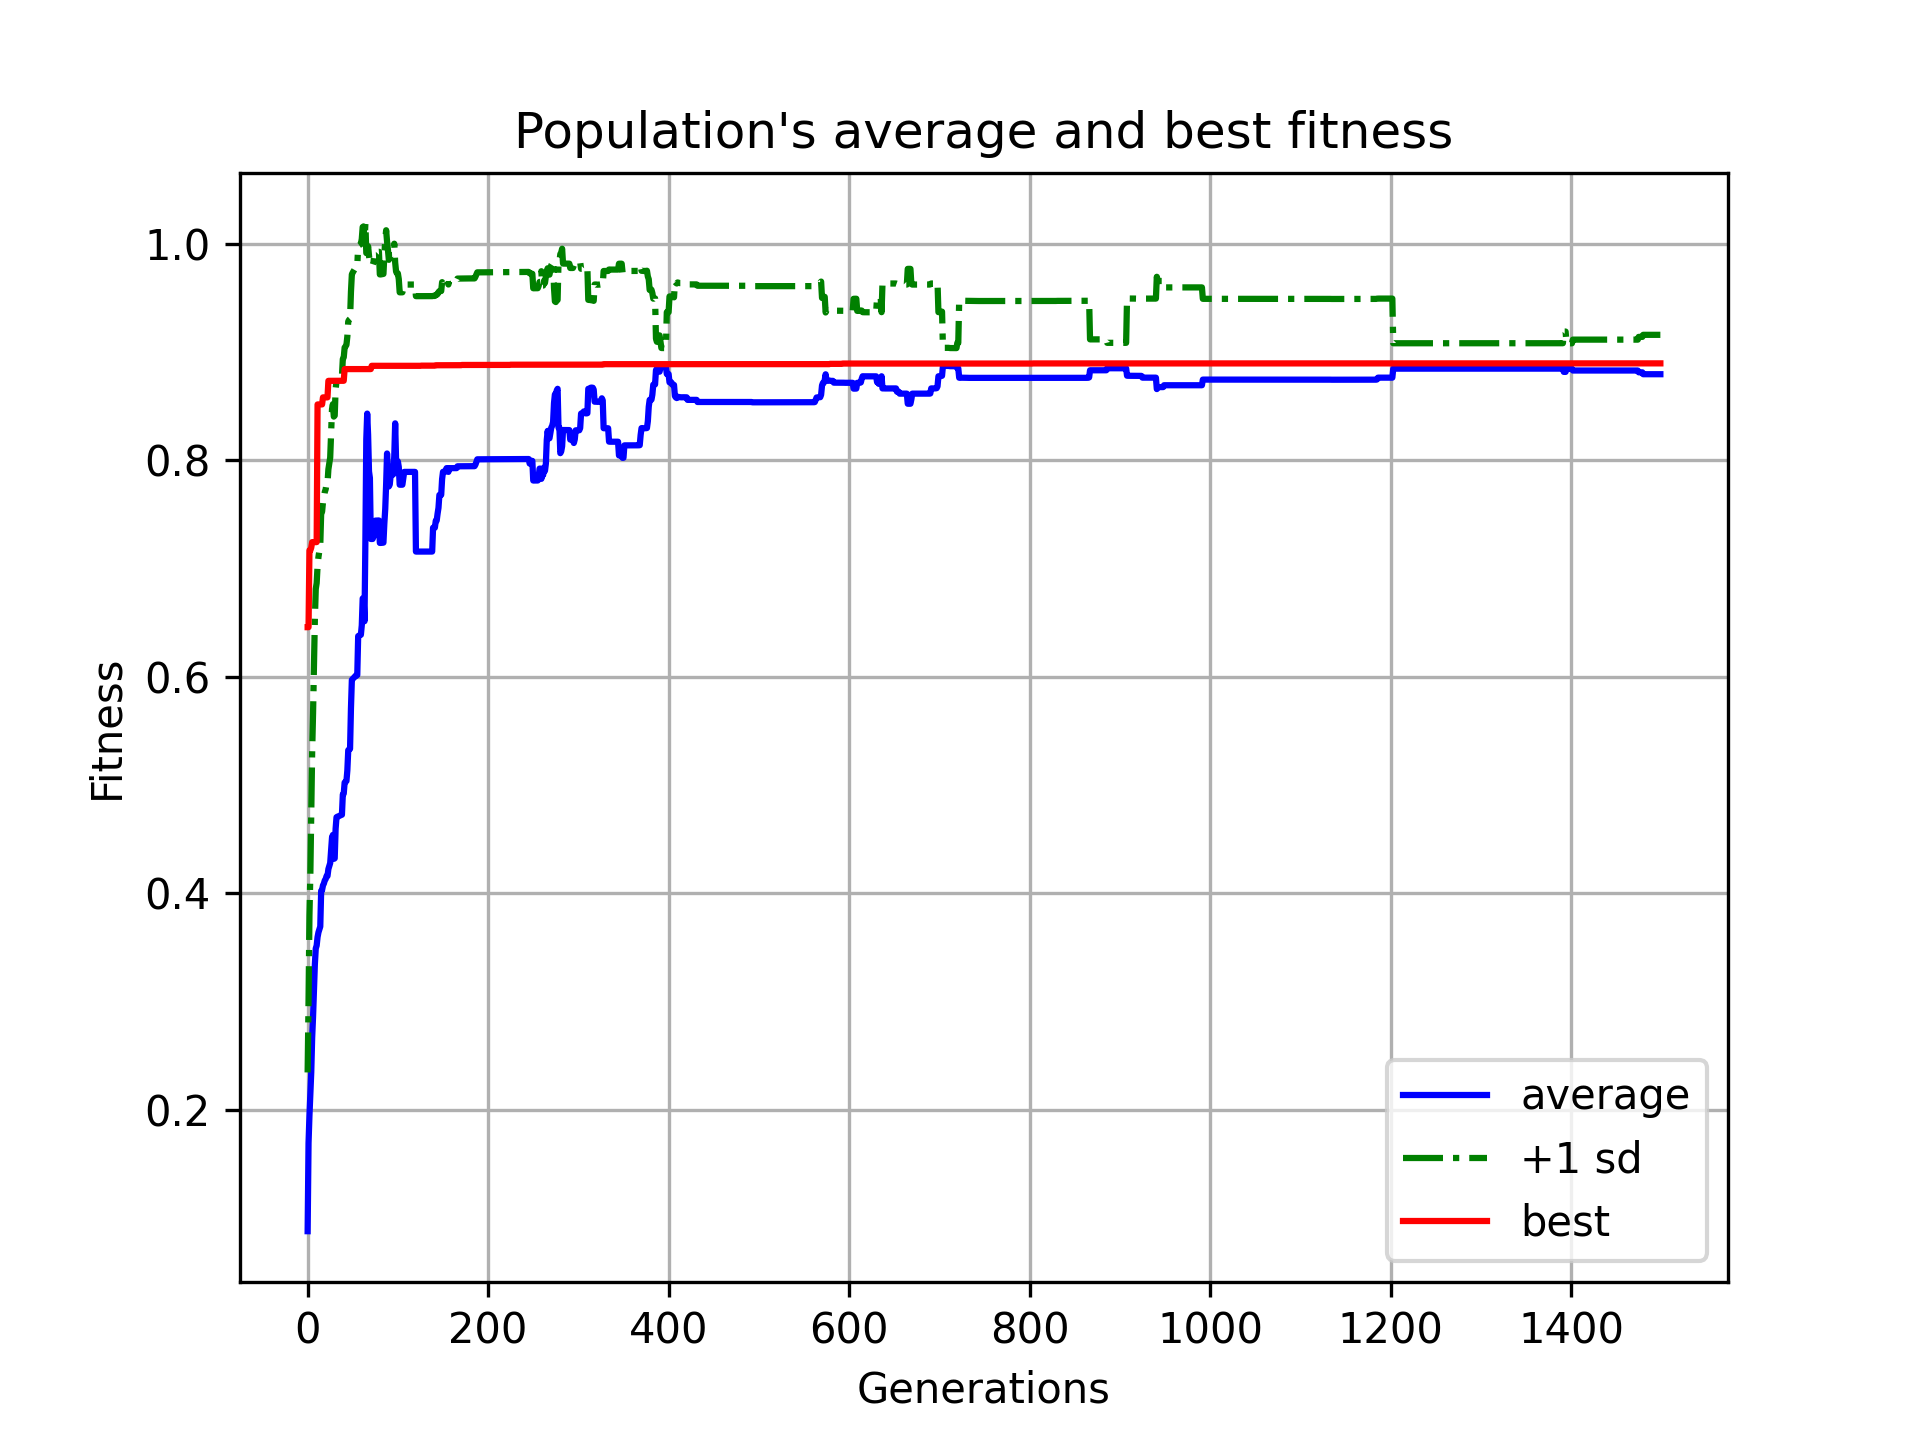 Population's average and best fitness
1.0
0.8
0.6
0.4
0.2
Fitness
average
+1 sd
best
0 200 400 600 800 1000 1200 1400
Generations